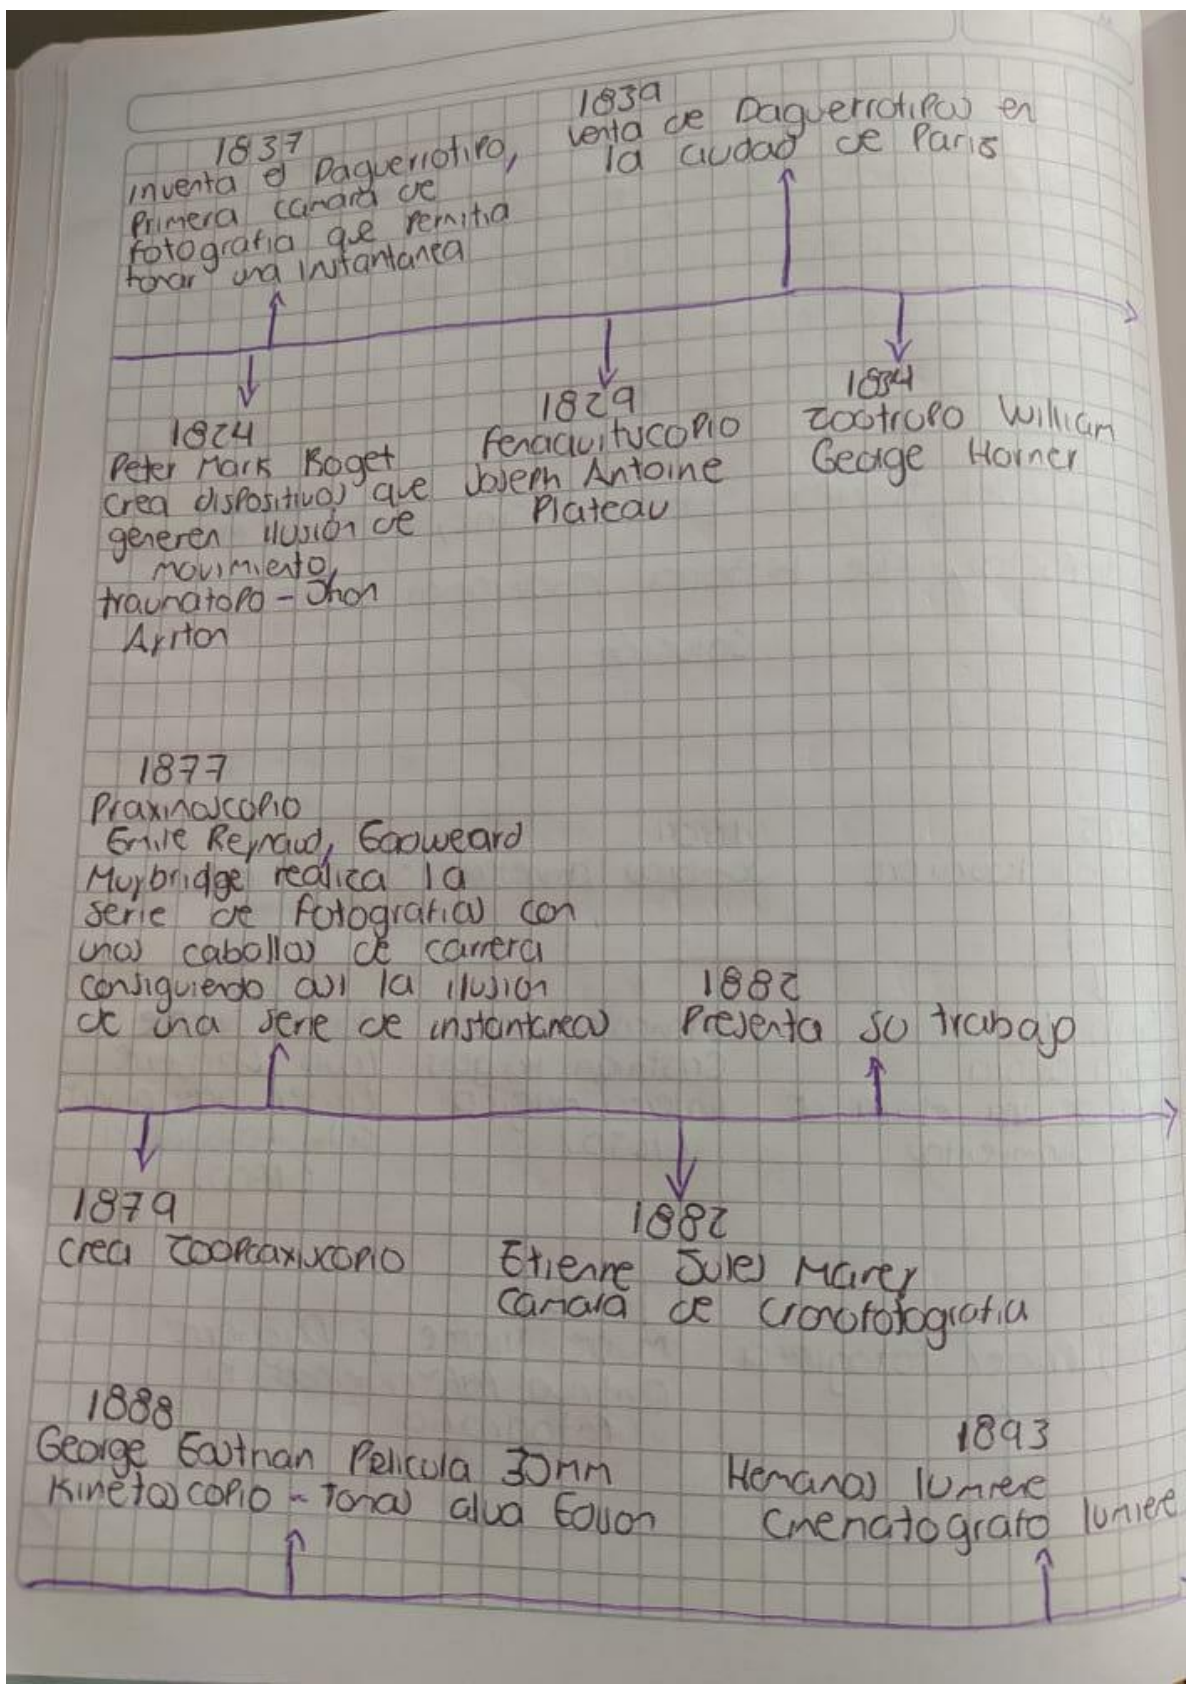 1837
inventa el Daguerrotipo,
Primera camara de
fotografia que permitia
tomar una instantanea
1839
venta de Daguerrotipos en
la ciudad de Paris
1824
Peter Mark Roget
crea dispositivos que
generen ilusión de
movimiento,
traumatopo - Jhon
Ayrton
1829
fenaquitucopio
Joseph Antoine
Plateau
1834
zootropo William
George Horner
1877
Praxinoscopio
Emile Reynaud, Eadweard
Muybridge realiza la
serie de fotografias con
unos caballos de carrera
consiguiendo asi la ilusion
de una serie de instantaneas
1882
Presenta su trabajo
1879
crea zoopraxiscopio
1882
Etienne Jules Marey
camara de cronofotografia
1888
George Eastman Pelicula 30mm
Kinetoscopio - Tomas alva Edison
1893
Hermanos lumiere
Cinematografo lumiere